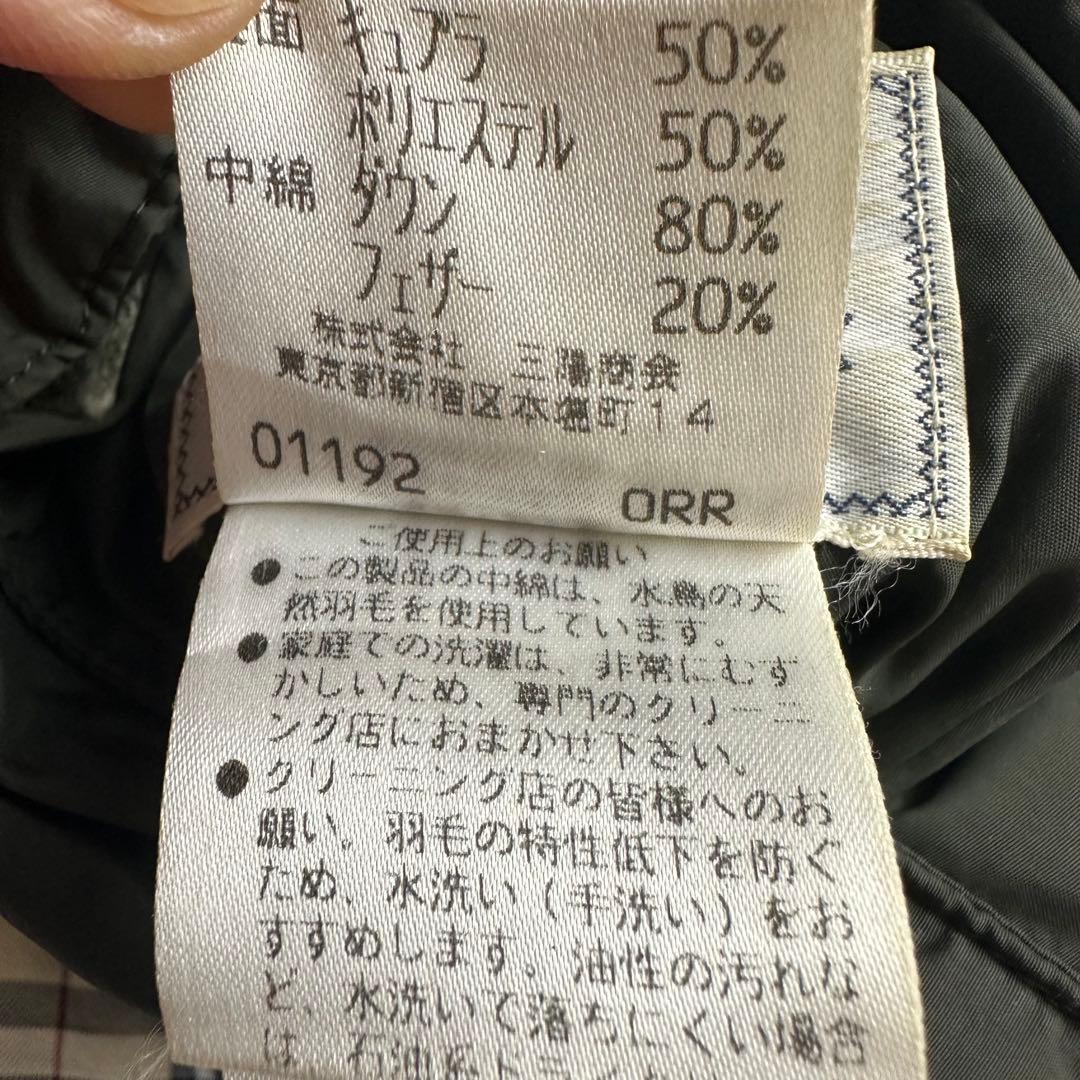 面 キュプラ 50%
ポリエステル 50%
中綿 ダウン 80%
フェザー 20%
株式会社 三陽商会
東京都新宿区本塩町14
01192 ORR
ご使用上のお願い
●この製品の中綿は、水鳥の天
然羽毛を使用しています。
●家庭での洗濯は、非常にむず
かしいため、専門のクリーニ
ング店におまかせ下さい。
●クリーニング店の皆様へのお
願い。羽毛の特性低下を防ぐ
ため、水洗い（手洗い）をお
すすめします。油性の汚れな
ど、水洗いで落ちにくい場合
は、石油系ド